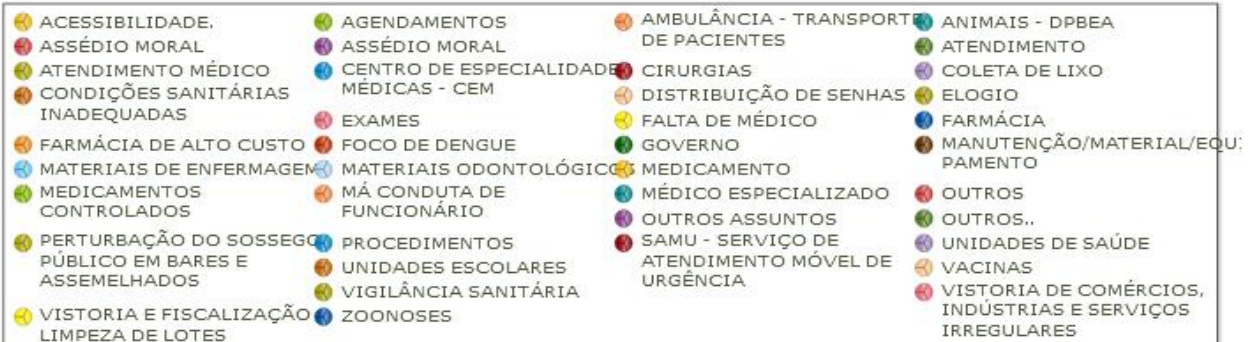 ACESSIBILIDADE.
AGENDAMENTOS
AMBULÂNCIA - TRANSPORTE
DE PACIENTES
ANIMAIS - DPBEA
ASSÉDIO MORAL
ASSÉDIO MORAL
ATENDIMENTO
ATENDIMENTO MÉDICO
CENTRO DE ESPECIALIDADE
MÉDICAS - CEM
CIRURGIAS
COLETA DE LIXO
CONDIÇÕES SANITÁRIAS
INADEQUADAS
EXAMES
DISTRIBUIÇÃO DE SENHAS
ELOGIO
FALTA DE MÉDICO
FARMÁCIA
FARMÁCIA DE ALTO CUSTO
FOCO DE DENGUE
GOVERNO
MANUTENÇÃO/MATERIAL/EQUI
PAMENTO
MATERIAIS DE ENFERMAGEM
MATERIAIS ODONTOLÓGICOS
MEDICAMENTO
MEDICAMENTOS
CONTROLADOS
MÁ CONDUTA DE
FUNCIONÁRIO
MÉDICO ESPECIALIZADO
OUTROS
OUTROS ASSUNTOS
OUTROS..
PERTURBAÇÃO DO SOSSEGO
PÚBLICO EM BARES E
ASSEMELHADOS
PROCEDIMENTOS
SAMU - SERVIÇO DE
ATENDIMENTO MÓVEL DE
URGÊNCIA
UNIDADES DE SAÚDE
UNIDADES ESCOLARES
VACINAS
VIGILÂNCIA SANITÁRIA
VISTORIA DE COMÉRCIOS,
INDÚSTRIAS E SERVIÇOS
IRREGULARES
VISTORIA E FISCALIZAÇÃO
LIMPEZA DE LOTES
ZOONOSES